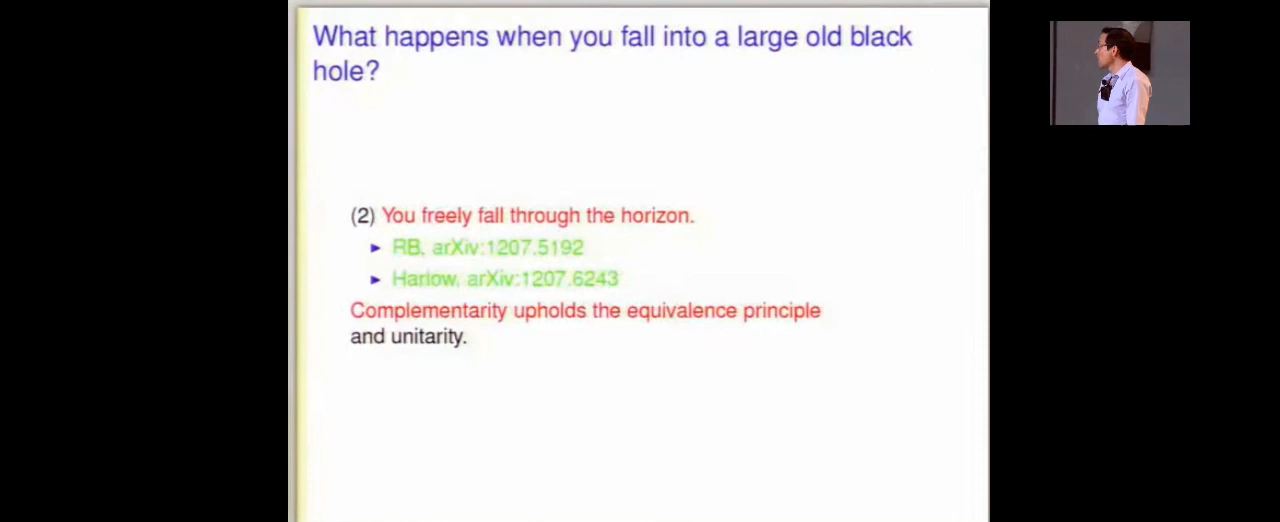 What happens when you fall into a large old black
hole?
(2) You freely fall through the horizon.
► RB, arXiv:1207.5192
► Harlow, arXiv:1207.6243
Complementarity upholds the equivalence principle
and unitarity.